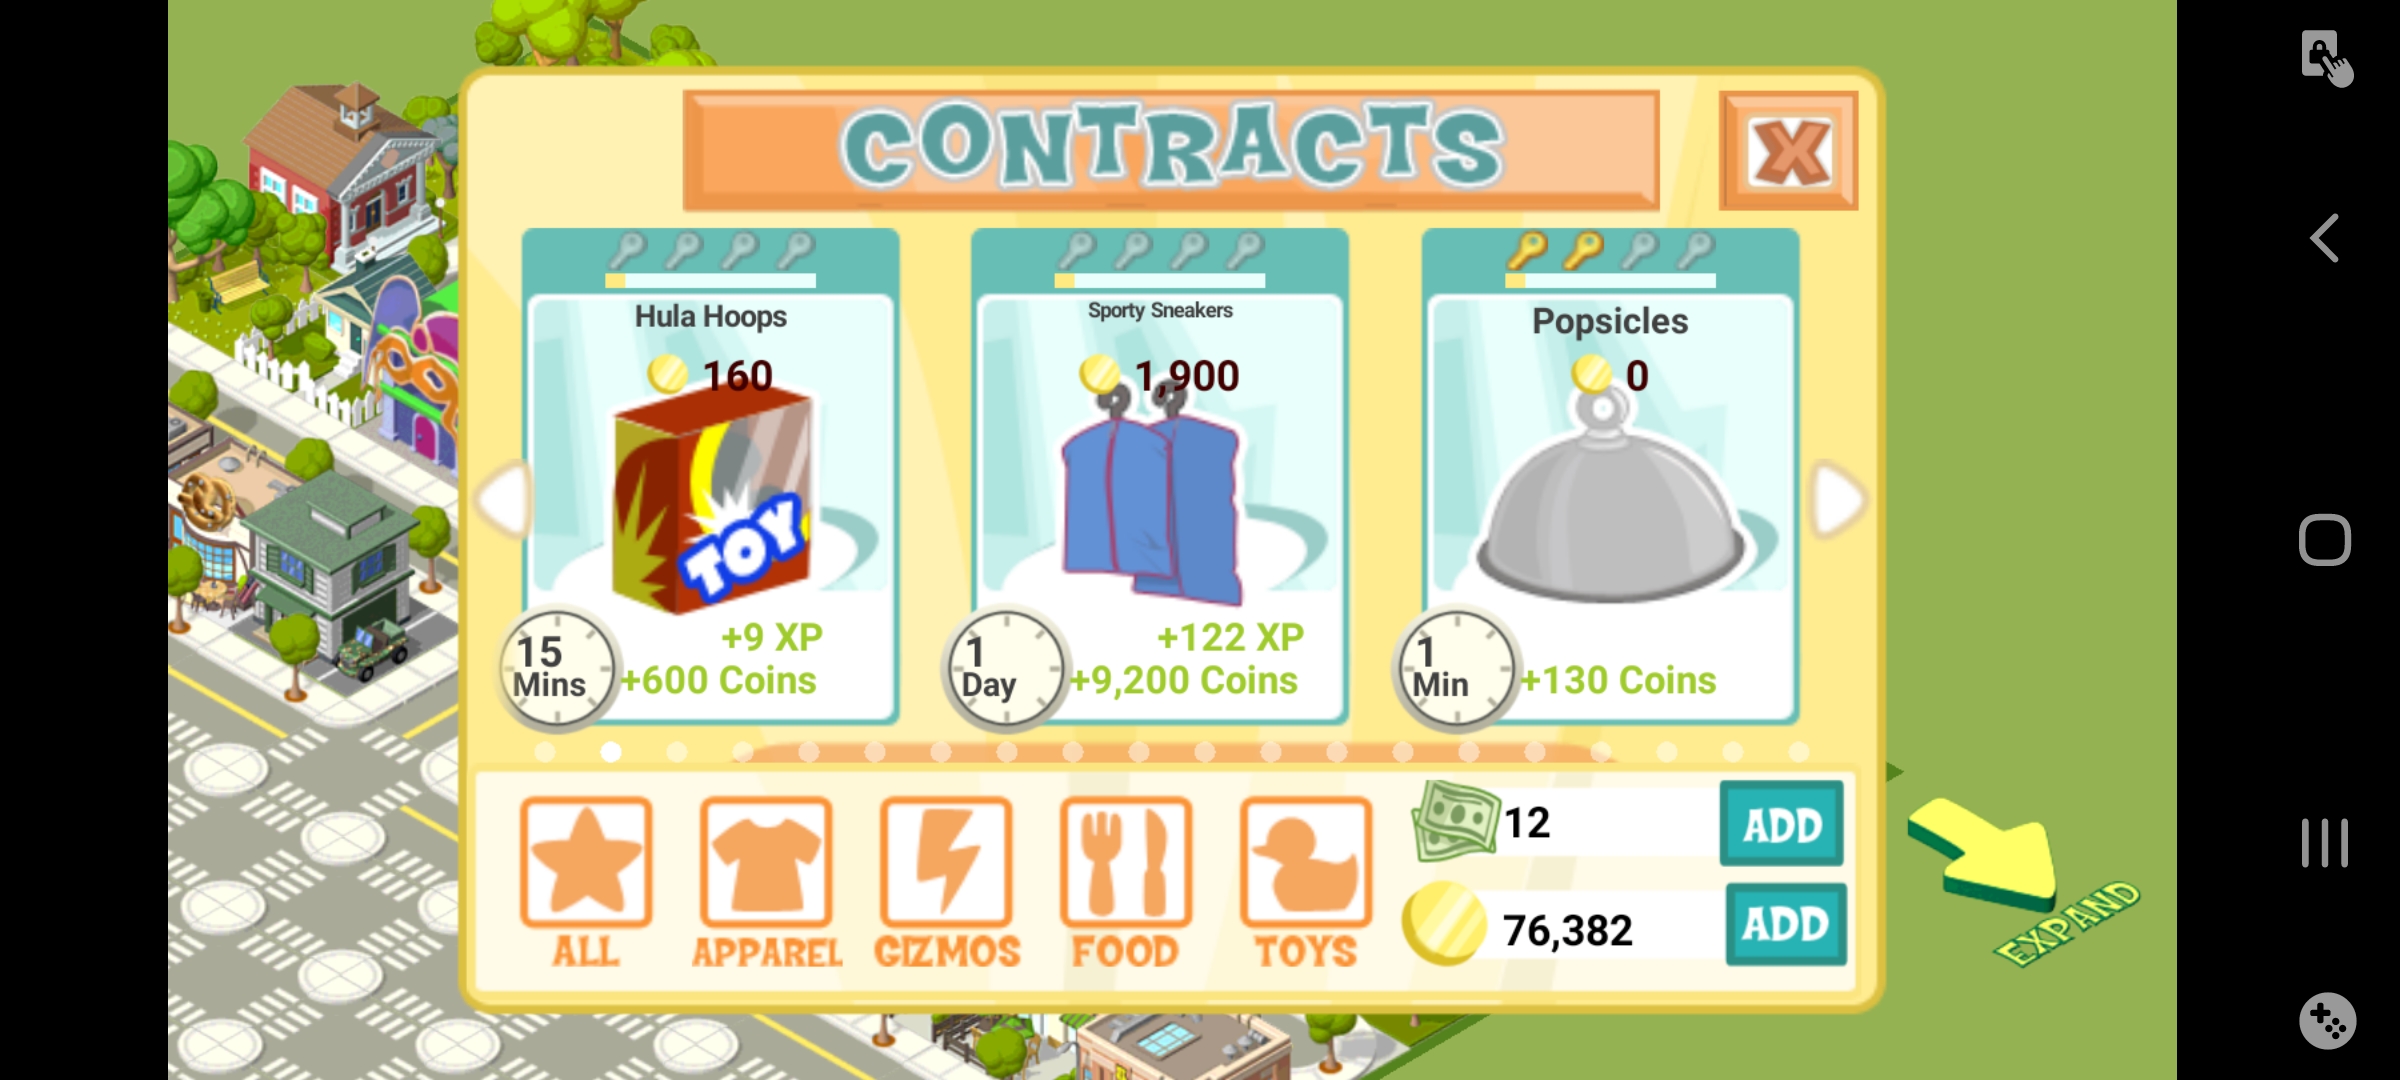 CONTRACTS
X
Hula Hoops
160
TOY
15
Mins
+9 XP
+600 Coins
Sporty Sneakers
1,900
1
Day
+122 XP
+9,200 Coins
Popsicles
0
1
Min
+130 Coins
ALL
APPAREL
GIZMOS
FOOD
TOYS
12
ADD
76,382
ADD
EXPAND